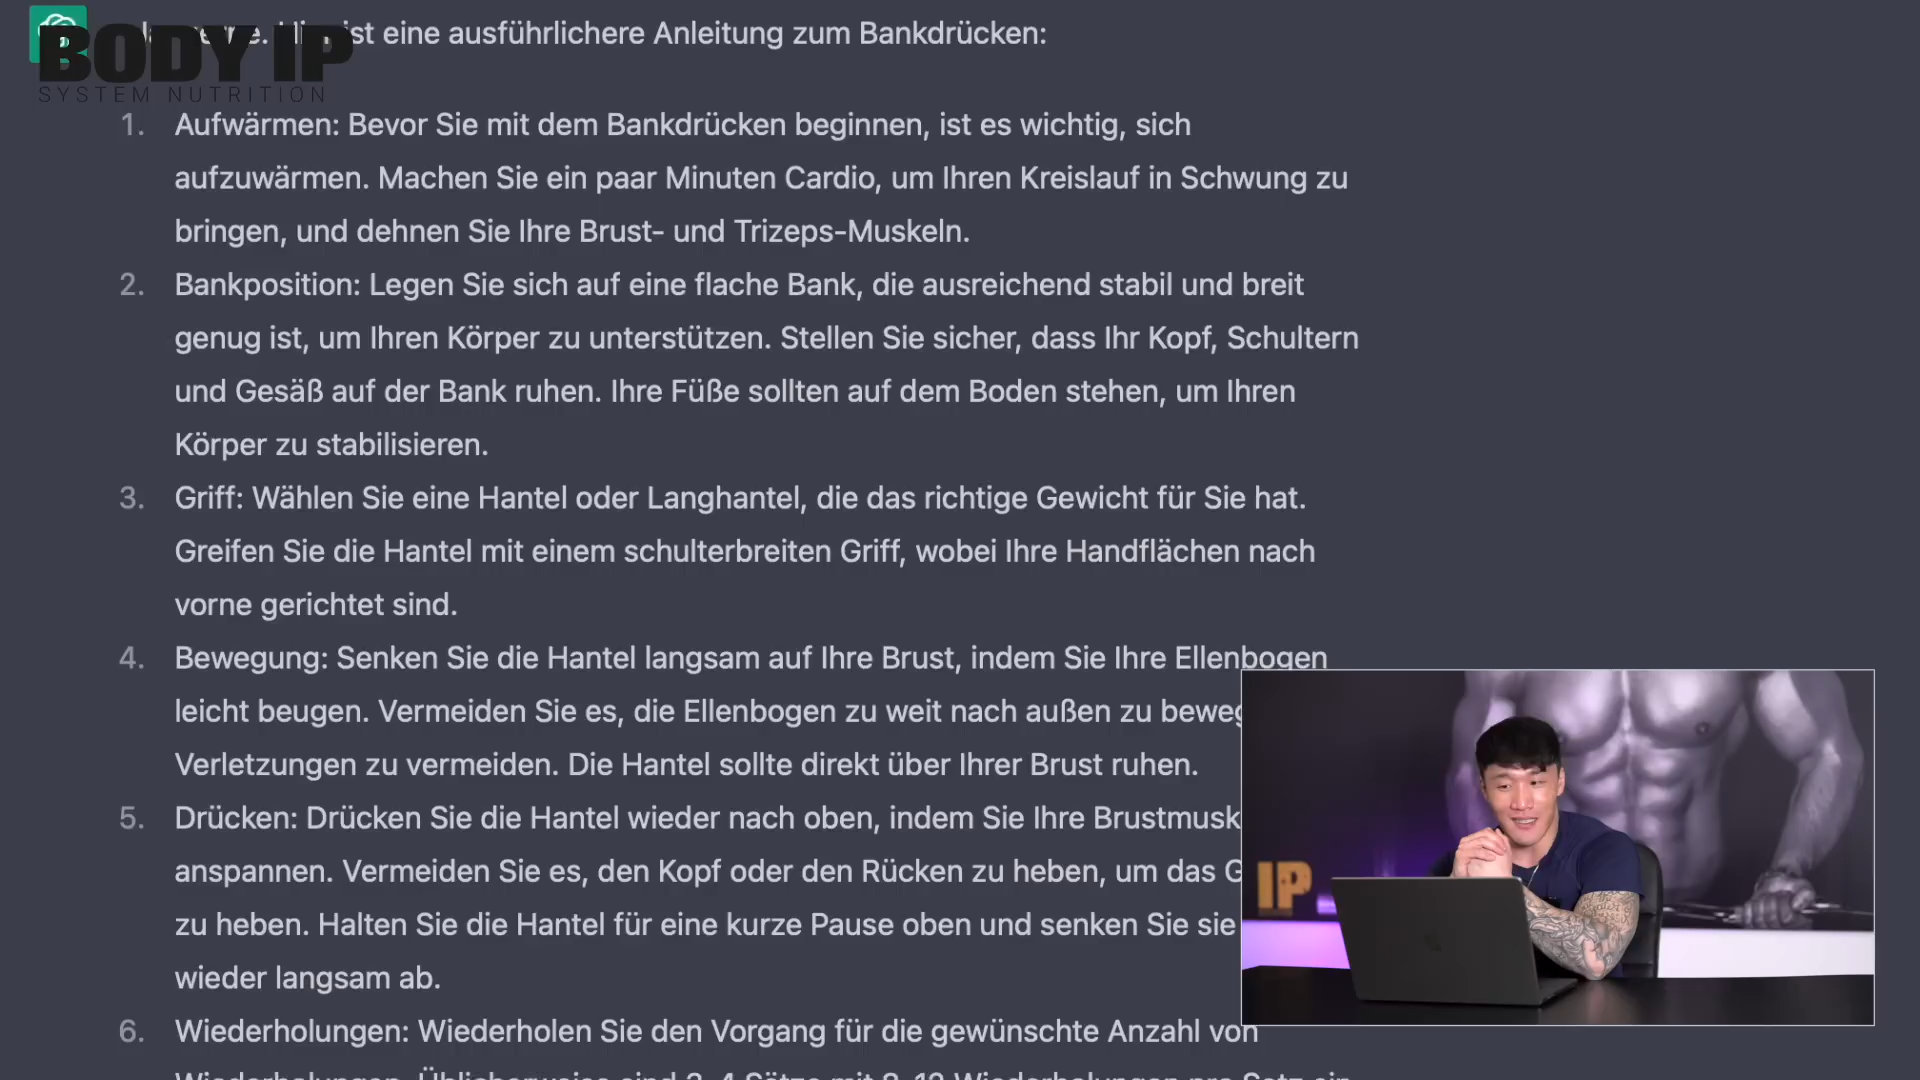 BODY IP
SYSTEM NUTRITION
ist eine ausführlichere Anleitung zum Bankdrücken:
1. Aufwärmen: Bevor Sie mit dem Bankdrücken beginnen, ist es wichtig, sich
aufzuwärmen. Machen Sie ein paar Minuten Cardio, um Ihren Kreislauf in Schwung zu
bringen, und dehnen Sie Ihre Brust- und Trizeps-Muskeln.
2. Bankposition: Legen Sie sich auf eine flache Bank, die ausreichend stabil und breit
genug ist, um Ihren Körper zu unterstützen. Stellen Sie sicher, dass Ihr Kopf, Schultern
und Gesäß auf der Bank ruhen. Ihre Füße sollten auf dem Boden stehen, um Ihren
Körper zu stabilisieren.
3. Griff: Wählen Sie eine Hantel oder Langhantel, die das richtige Gewicht für Sie hat.
Greifen Sie die Hantel mit einem schulterbreiten Griff, wobei Ihre Handflächen nach
vorne gerichtet sind.
4. Bewegung: Senken Sie die Hantel langsam auf Ihre Brust, indem Sie Ihre Ellenbogen
leicht beugen. Vermeiden Sie es, die Ellenbogen zu weit nach außen zu
Verletzungen zu vermeiden. Die Hantel sollte direkt über Ihrer Brust ruhen.
5. Drücken: Drücken Sie die Hantel wieder nach oben, indem Sie Ihre
anspannen. Vermeiden Sie es, den Kopf oder den Rücken zu heben, um das
zu heben. Halten Sie die Hantel für eine kurze Pause oben und senken Sie sie
wieder langsam ab.
6. Wiederholungen: Wiederholen Sie den Vorgang für die gewünschte Anzahl von
IP